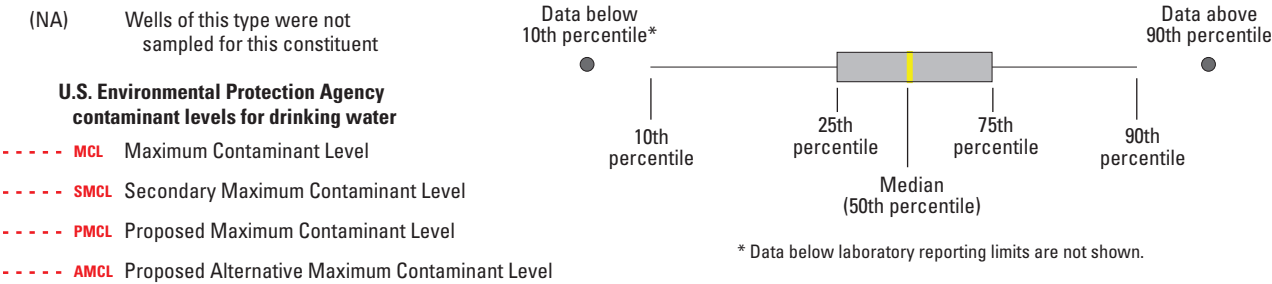 (NA) Wells of this type were not
sampled for this constituent
U.S. Environmental Protection Agency
contaminant levels for drinking water
MCL Maximum Contaminant Level
SMCL Secondary Maximum Contaminant Level
PMCL Proposed Maximum Contaminant Level
AMCL Proposed Alternative Maximum Contaminant Level
Data below
10th percentile*
Data above
90th percentile
10th
percentile
25th
percentile
Median
(50th percentile)
75th
percentile
90th
percentile
* Data below laboratory reporting limits are not shown.